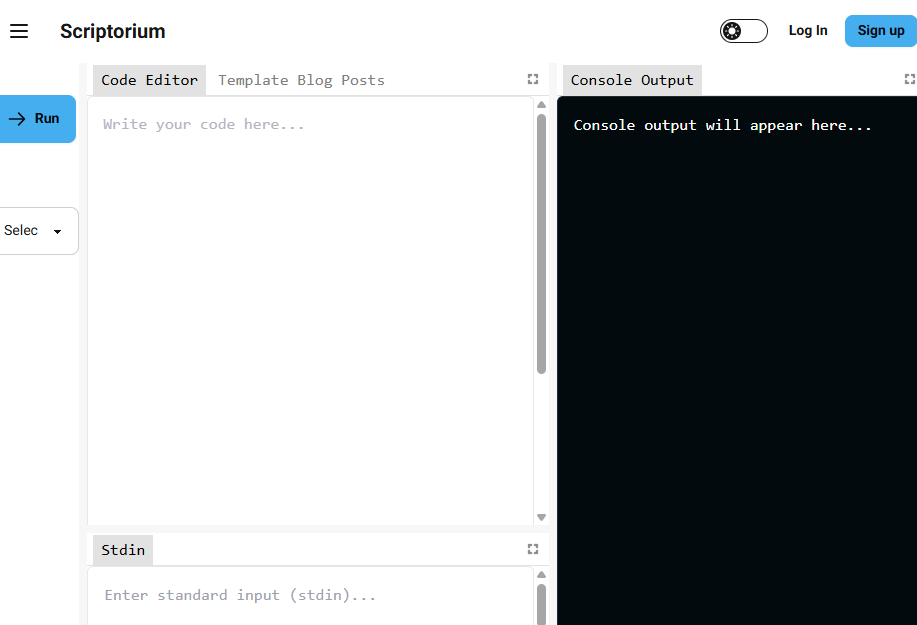 Scriptorium
Log In
Sign up
Code Editor
Template Blog Posts
Console Output
Run
Write your code here...
Console output will appear here...
Selec
Stdin
Enter standard input (stdin)...